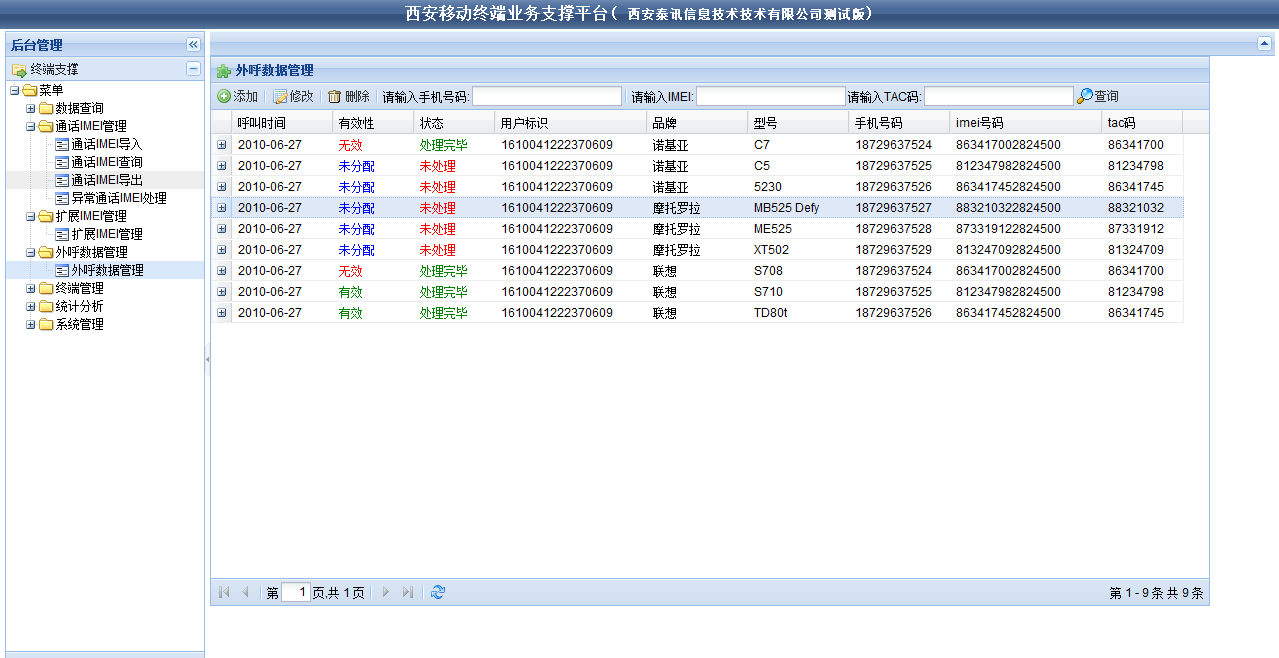 西安移动终端业务支撑平台( 西安泰讯信息技术技术有限公司测试版)
后台管理
终端支撑
菜单
数据查询
通话IMEI管理
通话IMEI导入
通话IMEI查询
通话IMEI导出
异常通话IMEI处理
扩展IMEI管理
扩展IMEI管理
外呼数据管理
外呼数据管理
终端管理
统计分析
系统管理
外呼数据管理
添加 修改 删除 请输入手机号码: 请输入IMEI: 请输入TAC码: 查询
呼叫时间 有效性 状态 用户标识 品牌 型号 手机号码 imei号码 tac码
2010-06-27 无效 处理完毕 1610041222370609 诺基亚 C7 18729637524 863417002824500 86341700
2010-06-27 未分配 未处理 1610041222370609 诺基亚 C5 18729637525 812347982824500 81234798
2010-06-27 未分配 未处理 1610041222370609 诺基亚 5230 18729637526 863417452824500 86341745
2010-06-27 未分配 未处理 1610041222370609 摩托罗拉 MB525 Defy 18729637527 883210322824500 88321032
2010-06-27 未分配 未处理 1610041222370609 摩托罗拉 ME525 18729637528 873319122824500 87331912
2010-06-27 未分配 未处理 1610041222370609 摩托罗拉 XT502 18729637529 813247092824500 81324709
2010-06-27 无效 处理完毕 1610041222370609 联想 S708 18729637524 863417002824500 86341700
2010-06-27 有效 处理完毕 1610041222370609 联想 S710 18729637525 812347982824500 81234798
2010-06-27 有效 处理完毕 1610041222370609 联想 TD80t 18729637526 863417452824500 86341745
第 1 页,共 1 页 第 1 - 9 条 共 9 条